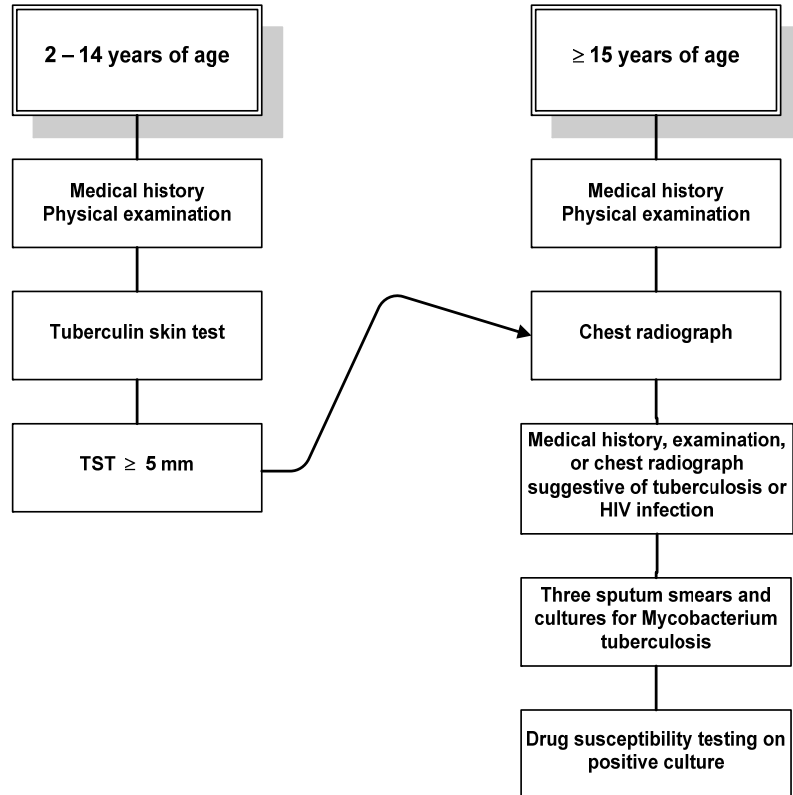 2 – 14 years of age
Medical history
Physical examination
Tuberculin skin test
TST ≥ 5 mm
≥ 15 years of age
Medical history
Physical examination
Chest radiograph
Medical history, examination,
or chest radiograph
suggestive of tuberculosis or
HIV infection
Three sputum smears and
cultures for Mycobacterium
tuberculosis
Drug susceptibility testing on
positive culture